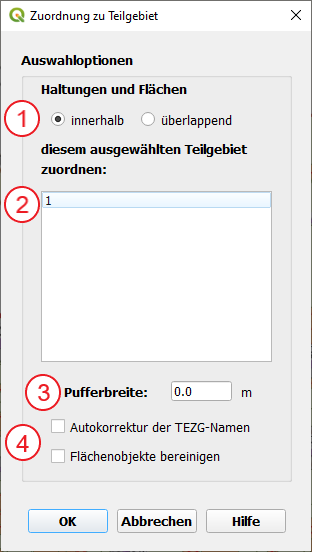 Zuordnung zu Teilgebiet
Auswahloptionen
Haltungen und Flächen
1 innerhalb überlappend
diesem ausgewählten Teilgebiet
zuordnen:
2 1
3 Pufferbreite: 0.0 m
Autokorrektur der TEZG-Namen
4
Flächenobjekte bereinigen
OK Abbrechen Hilfe